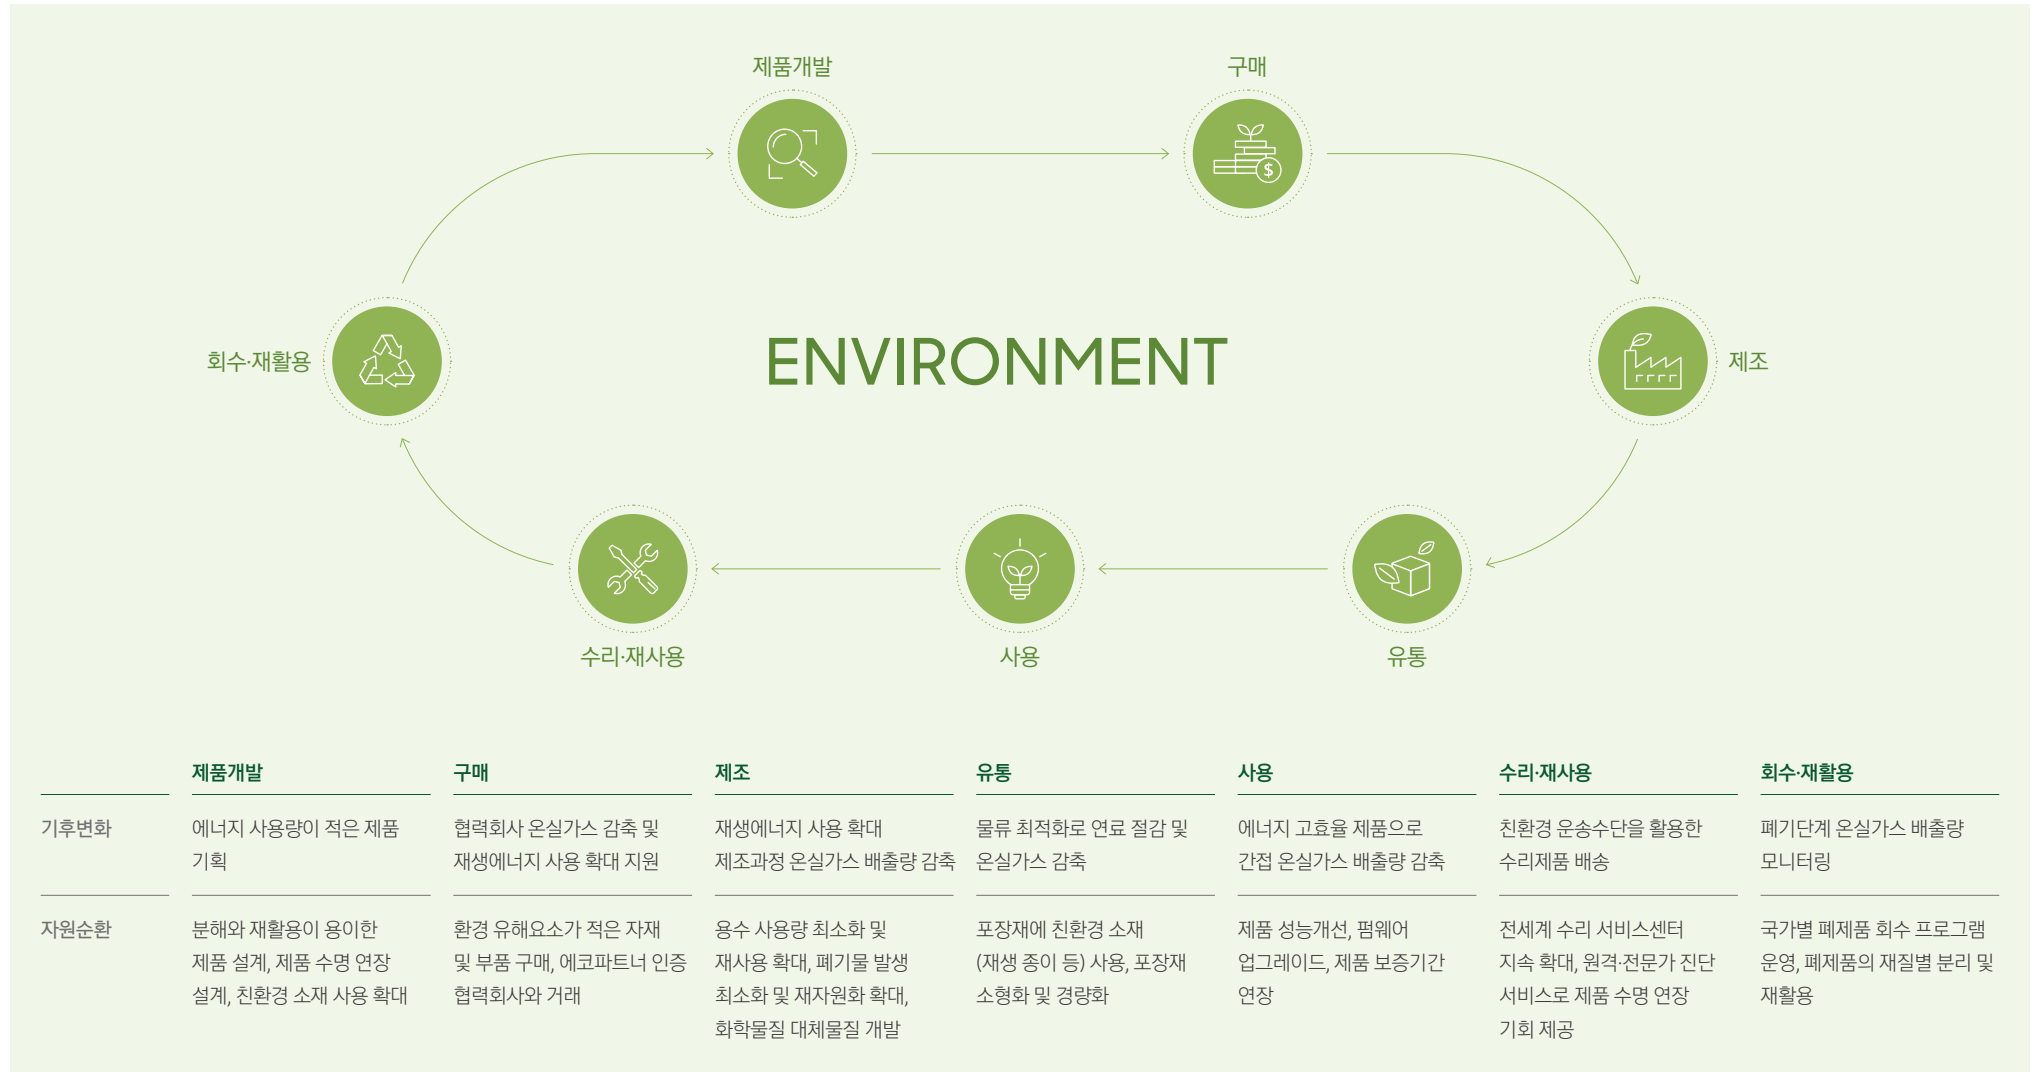 제품개발
구매
회수·재활용
ENVIRONMENT
제조
수리·재사용
사용
유통
$
제품개발
구매
제조
유통
사용
수리·재사용
회수·재활용
기후변화
에너지 사용량이 적은 제품
기획
협력회사 온실가스 감축 및
재생에너지 사용 확대 지원
재생에너지 사용 확대
제조과정 온실가스 배출량 감축
물류 최적화로 연료 절감 및
온실가스 감축
에너지 고효율 제품으로
간접 온실가스 배출량 감축
친환경 운송수단을 활용한
수리제품 배송
폐기단계 온실가스 배출량
모니터링
자원순환
분해와 재활용이 용이한
제품 설계, 제품 수명 연장
설계, 친환경 소재 사용 확대
환경 유해요소가 적은 자재
및 부품 구매, 에코파트너 인증
협력회사와 거래
용수 사용량 최소화 및
재사용 확대, 폐기물 발생
최소화 및 재자원화 확대,
화학물질 대체물질 개발
포장재에 친환경 소재
(재생 종이 등) 사용, 포장재
소형화 및 경량화
제품 성능개선, 펌웨어
업그레이드, 제품 보증기간
연장
전세계 수리 서비스센터
지속 확대, 원격·전문가 진단
서비스로 제품 수명 연장
기회 제공
국가별 폐제품 회수 프로그램
운영, 폐제품의 재질별 분리 및
재활용